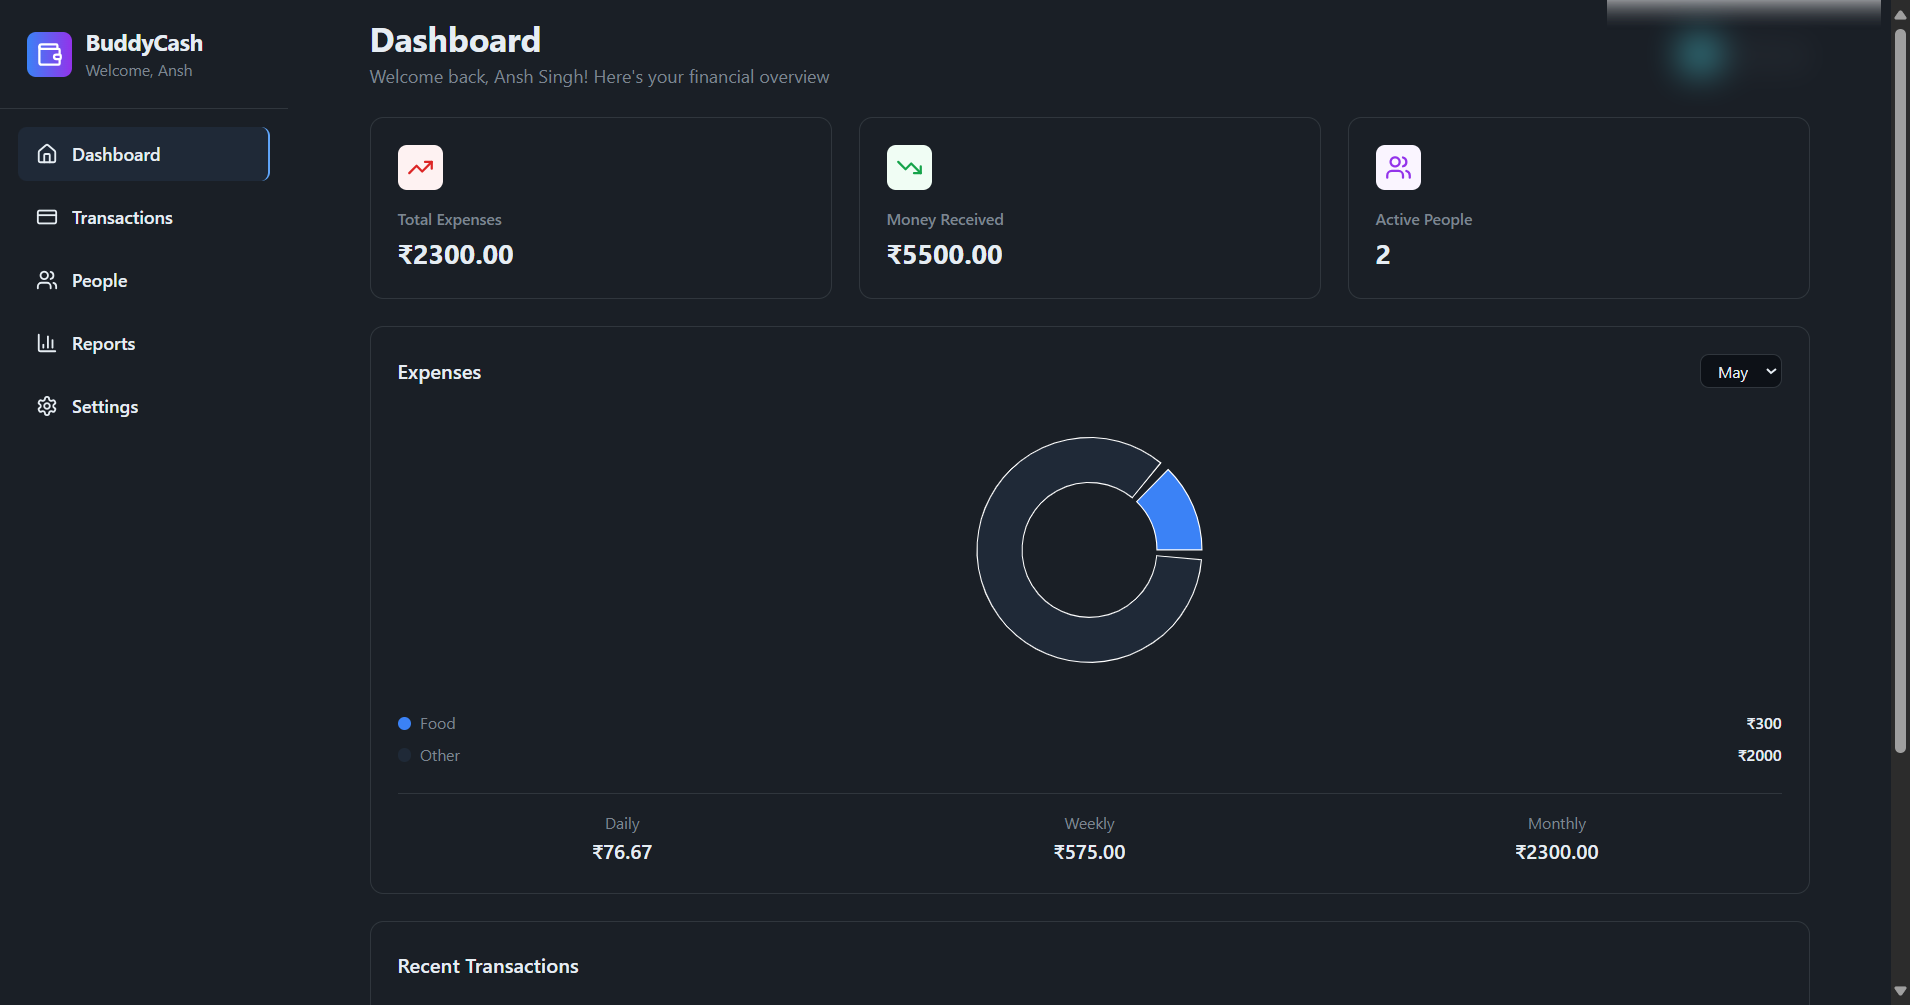 BuddyCash
Welcome, Ansh
Dashboard
Transactions
People
Reports
Settings
Dashboard
Welcome back, Ansh Singh! Here's your financial overview
Total Expenses
₹2300.00
Money Received
₹5500.00
Active People
2
Expenses
May
Food
₹300
Other
₹2000
Daily
₹76.67
Weekly
₹575.00
Monthly
₹2300.00
Recent Transactions